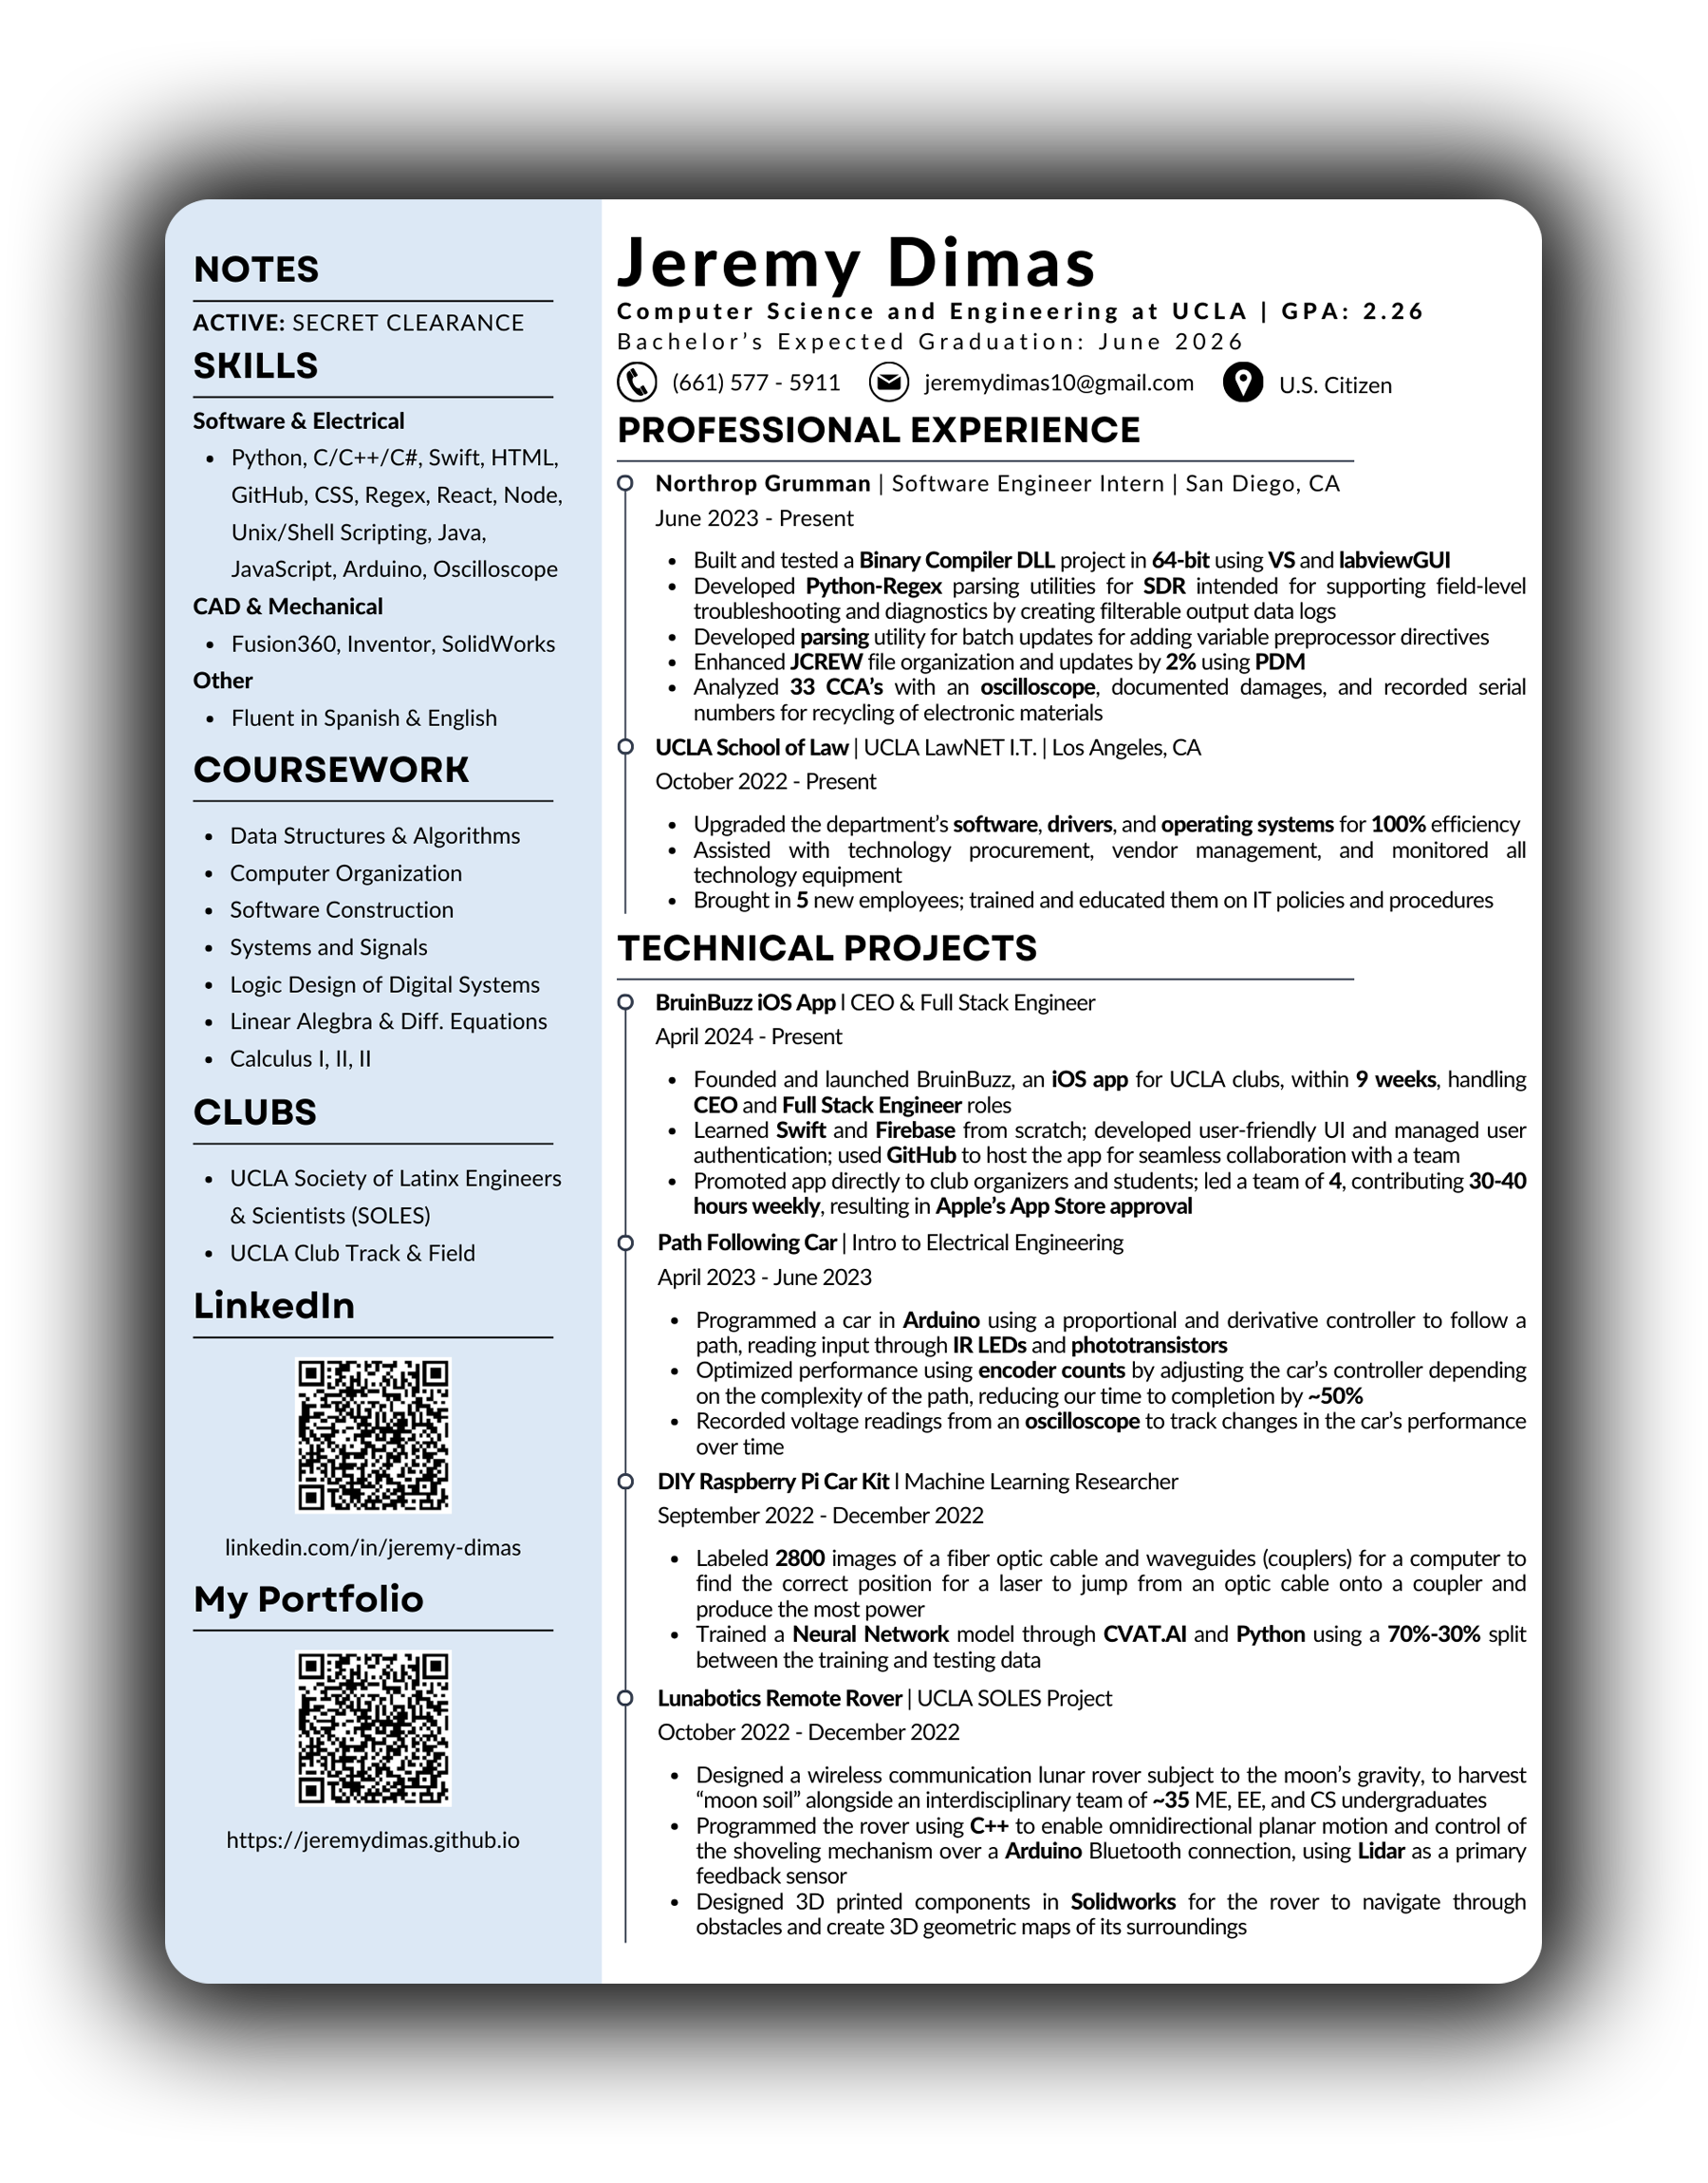 NOTES
ACTIVE: SECRET CLEARANCE
SKILLS
Software & Electrical
• Python, C/C++/C#, Swift, HTML,
GitHub, CSS, Regex, React, Node,
Unix/Shell Scripting, Java,
JavaScript, Arduino, Oscilloscope
CAD & Mechanical
• Fusion360, Inventor, SolidWorks
Other
• Fluent in Spanish & English
COURSEWORK
• Data Structures & Algorithms
• Computer Organization
• Software Construction
• Systems and Signals
• Logic Design of Digital Systems
• Linear Alegbra & Diff. Equations
• Calculus I, II, II
CLUBS
• UCLA Society of Latinx Engineers
& Scientists (SOLES)
• UCLA Club Track & Field
LinkedIn
linkedin.com/in/jeremy-dimas
My Portfolio
https://jeremydimas.github.io
Jeremy Dimas
Computer Science and Engineering at UCLA | GPA: 2.26
Bachelor's Expected Graduation: June 2026
(661) 577 - 5911 jeremydimas10@gmail.com U.S. Citizen
PROFESSIONAL EXPERIENCE
Northrop Grumman | Software Engineer Intern | San Diego, CA
June 2023 - Present
• Built and tested a Binary Compiler DLL project in 64-bit using VS and labviewGUI
• Developed Python-Regex parsing utilities for SDR intended for supporting field-level
troubleshooting and diagnostics by creating filterable output data logs
• Developed parsing utility for batch updates for adding variable preprocessor directives
• Enhanced JCREW file organization and updates by 2% using PDM
• Analyzed 33 CCA's with an oscilloscope, documented damages, and recorded serial
numbers for recycling of electronic materials
UCLA School of Law | UCLA LawNET I.T. | Los Angeles, CA
October 2022 - Present
• Upgraded the department's software, drivers, and operating systems for 100% efficiency
• Assisted with technology procurement, vendor management, and monitored all
technology equipment
• Brought in 5 new employees; trained and educated them on IT policies and procedures
TECHNICAL PROJECTS
BruinBuzz iOS App l CEO & Full Stack Engineer
April 2024 - Present
• Founded and launched BruinBuzz, an iOS app for UCLA clubs, within 9 weeks, handling
CEO and Full Stack Engineer roles
• Learned Swift and Firebase from scratch; developed user-friendly UI and managed user
authentication; used GitHub to host the app for seamless collaboration with a team
• Promoted app directly to club organizers and students; led a team of 4, contributing 30-40
hours weekly, resulting in Apple's App Store approval
Path Following Car | Intro to Electrical Engineering
April 2023 - June 2023
• Programmed a car in Arduino using a proportional and derivative controller to follow a
path, reading input through IR LEDs and phototransistors
• Optimized performance using encoder counts by adjusting the car's controller depending
on the complexity of the path, reducing our time to completion by ~50%
• Recorded voltage readings from an oscilloscope to track changes in the car's performance
over time
DIY Raspberry Pi Car Kit l Machine Learning Researcher
September 2022 - December 2022
• Labeled 2800 images of a fiber optic cable and waveguides (couplers) for a computer to
find the correct position for a laser to jump from an optic cable onto a coupler and
produce the most power
• Trained a Neural Network model through CVAT.AI and Python using a 70%-30% split
between the training and testing data
Lunabotics Remote Rover | UCLA SOLES Project
October 2022 - December 2022
• Designed a wireless communication lunar rover subject to the moon's gravity, to harvest
“moon soil” alongside an interdisciplinary team of ~35 ME, EE, and CS undergraduates
• Programmed the rover using C++ to enable omnidirectional planar motion and control of
the shoveling mechanism over a Arduino Bluetooth connection, using Lidar as a primary
feedback sensor
• Designed 3D printed components in Solidworks for the rover to navigate through
obstacles and create 3D geometric maps of its surroundings